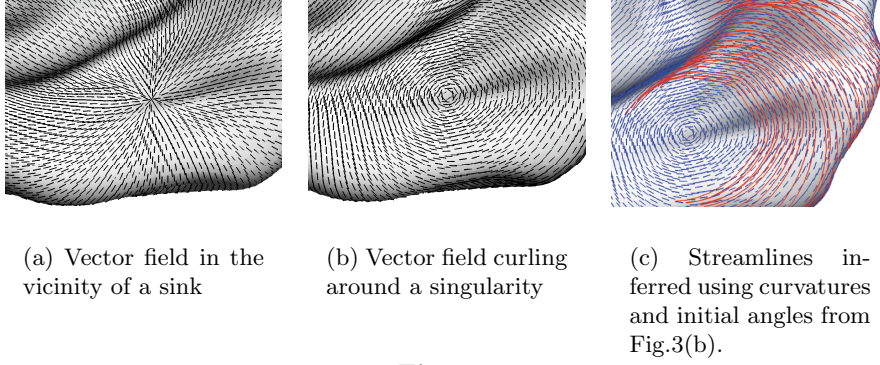 (a) Vector field in the
vicinity of a sink
(b) Vector field curling
around a singularity
(c) Streamlines in-
ferred using curvatures
and initial angles from
Fig.3(b).